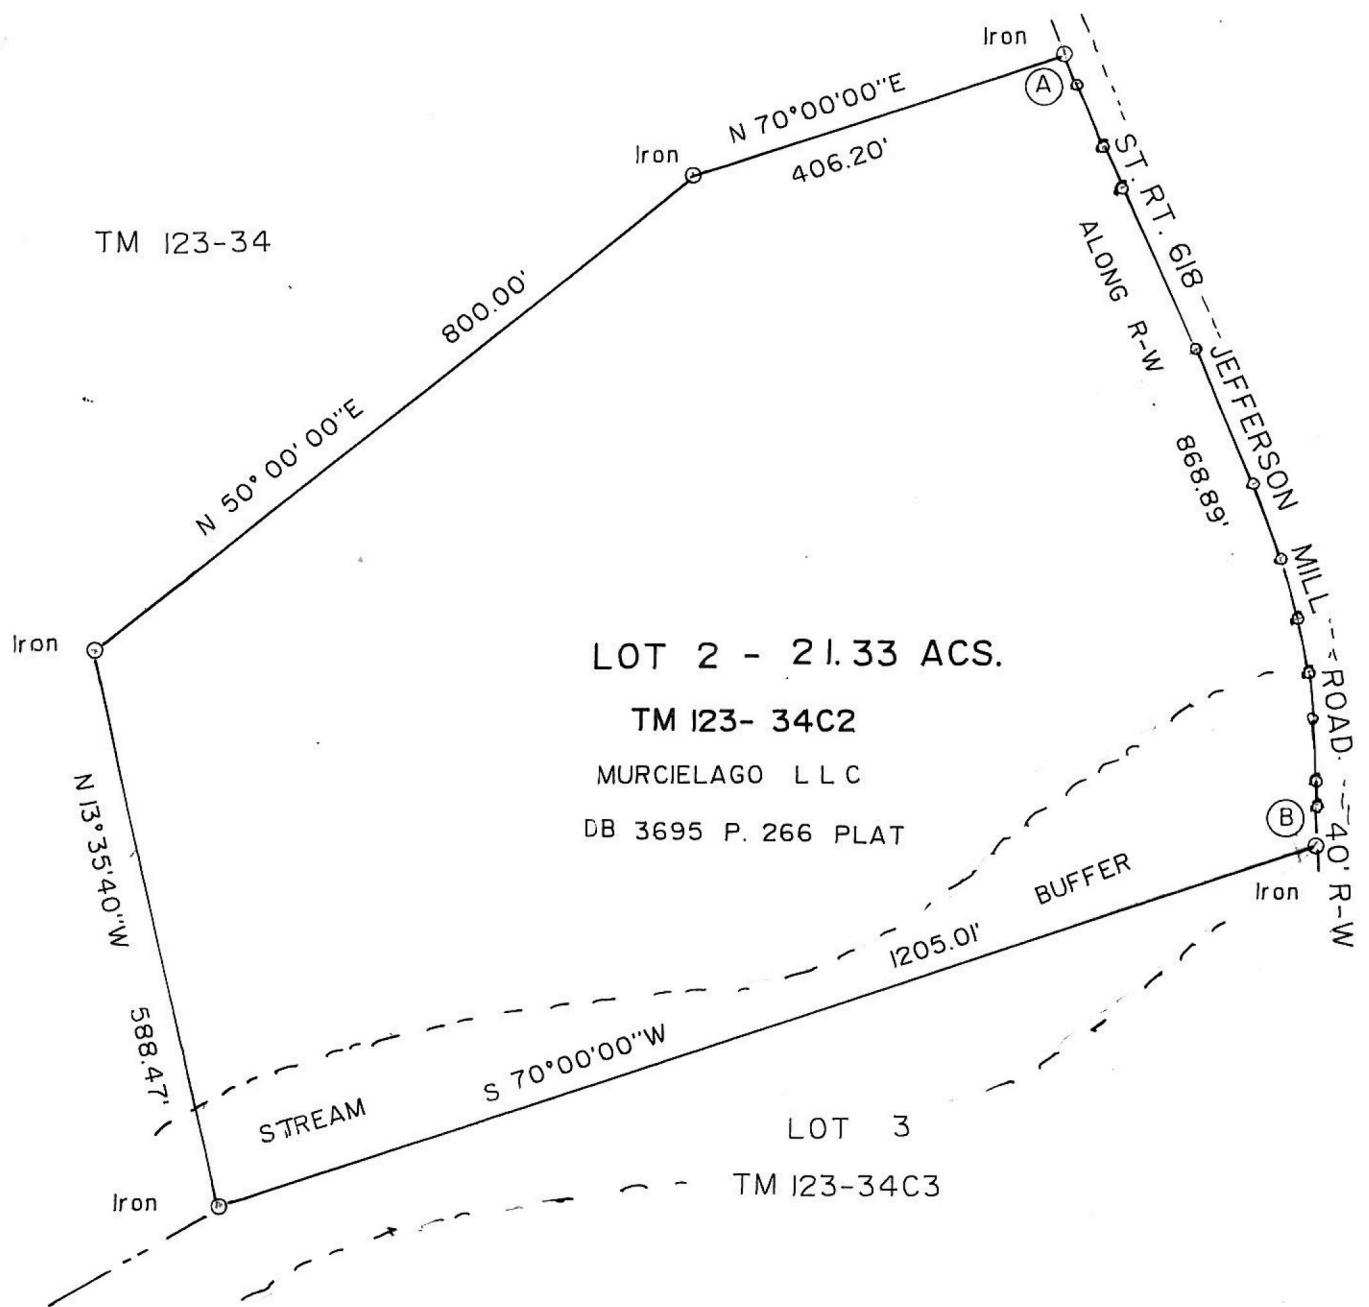 Iron
A
N 70°00'00"E
406.20'
Iron
TM 123-34
ST. RT. 618 JEFFERSON MILL ROAD. 40' R-W
ALONG R-W 868.89'
800.00'
N 50° 00' 00"E
Iron
LOT 2 - 21.33 ACS.
TM 123- 34C2
MURCIELAGO L L C
DB 3695 P. 266 PLAT
N 13°35'40"W
588.47'
B
Iron
STREAM BUFFER
S 70°00'00"W
1205.01'
Iron
LOT 3
TM 123-34C3